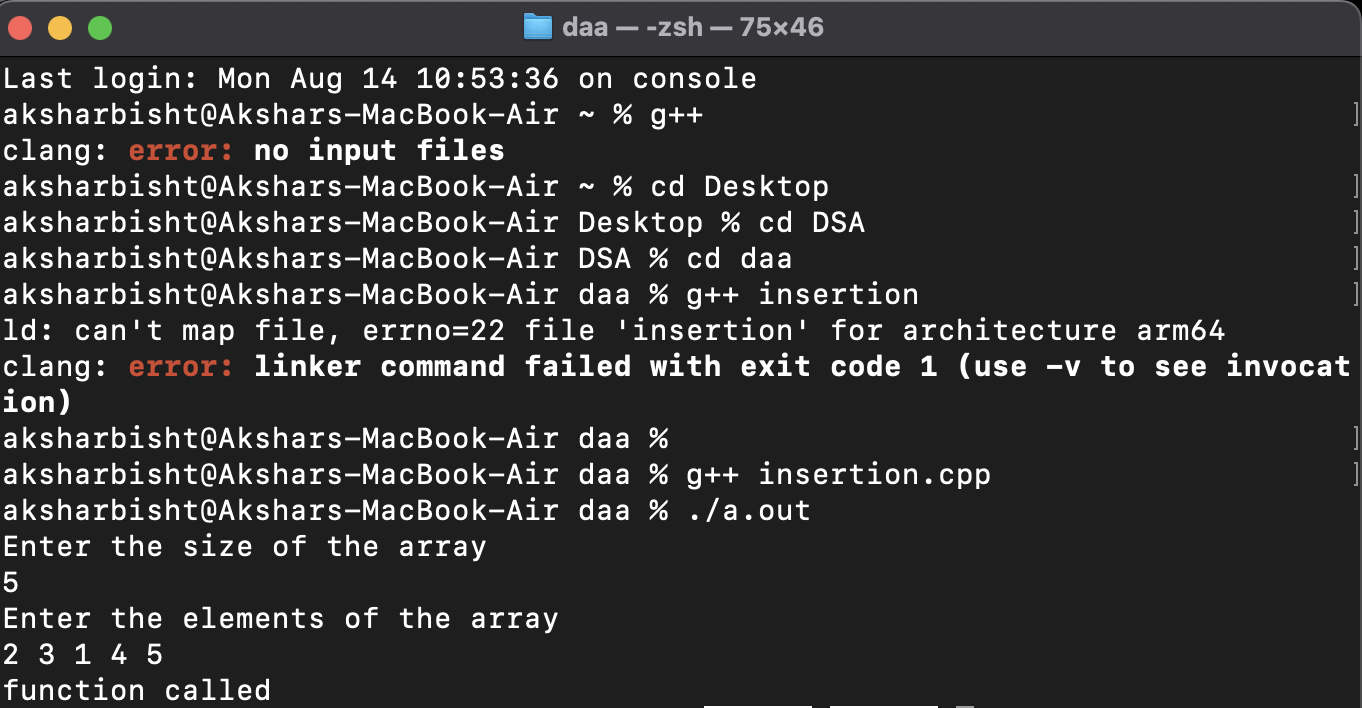 daa — -zsh — 75×46
Last login: Mon Aug 14 10:53:36 on console
aksharbisht@Akshars-MacBook-Air ~ % g++ ]
clang: error: no input files
aksharbisht@Akshars-MacBook-Air ~ % cd Desktop ]
aksharbisht@Akshars-MacBook-Air Desktop % cd DSA ]
aksharbisht@Akshars-MacBook-Air DSA % cd daa ]
aksharbisht@Akshars-MacBook-Air daa % g++ insertion ]
ld: can't map file, errno=22 file 'insertion' for architecture arm64
clang: error: linker command failed with exit code 1 (use -v to see invocat
ion)
aksharbisht@Akshars-MacBook-Air daa % ]
aksharbisht@Akshars-MacBook-Air daa % g++ insertion.cpp ]
aksharbisht@Akshars-MacBook-Air daa % ./a.out
Enter the size of the array
5
Enter the elements of the array
2 3 1 4 5
function called